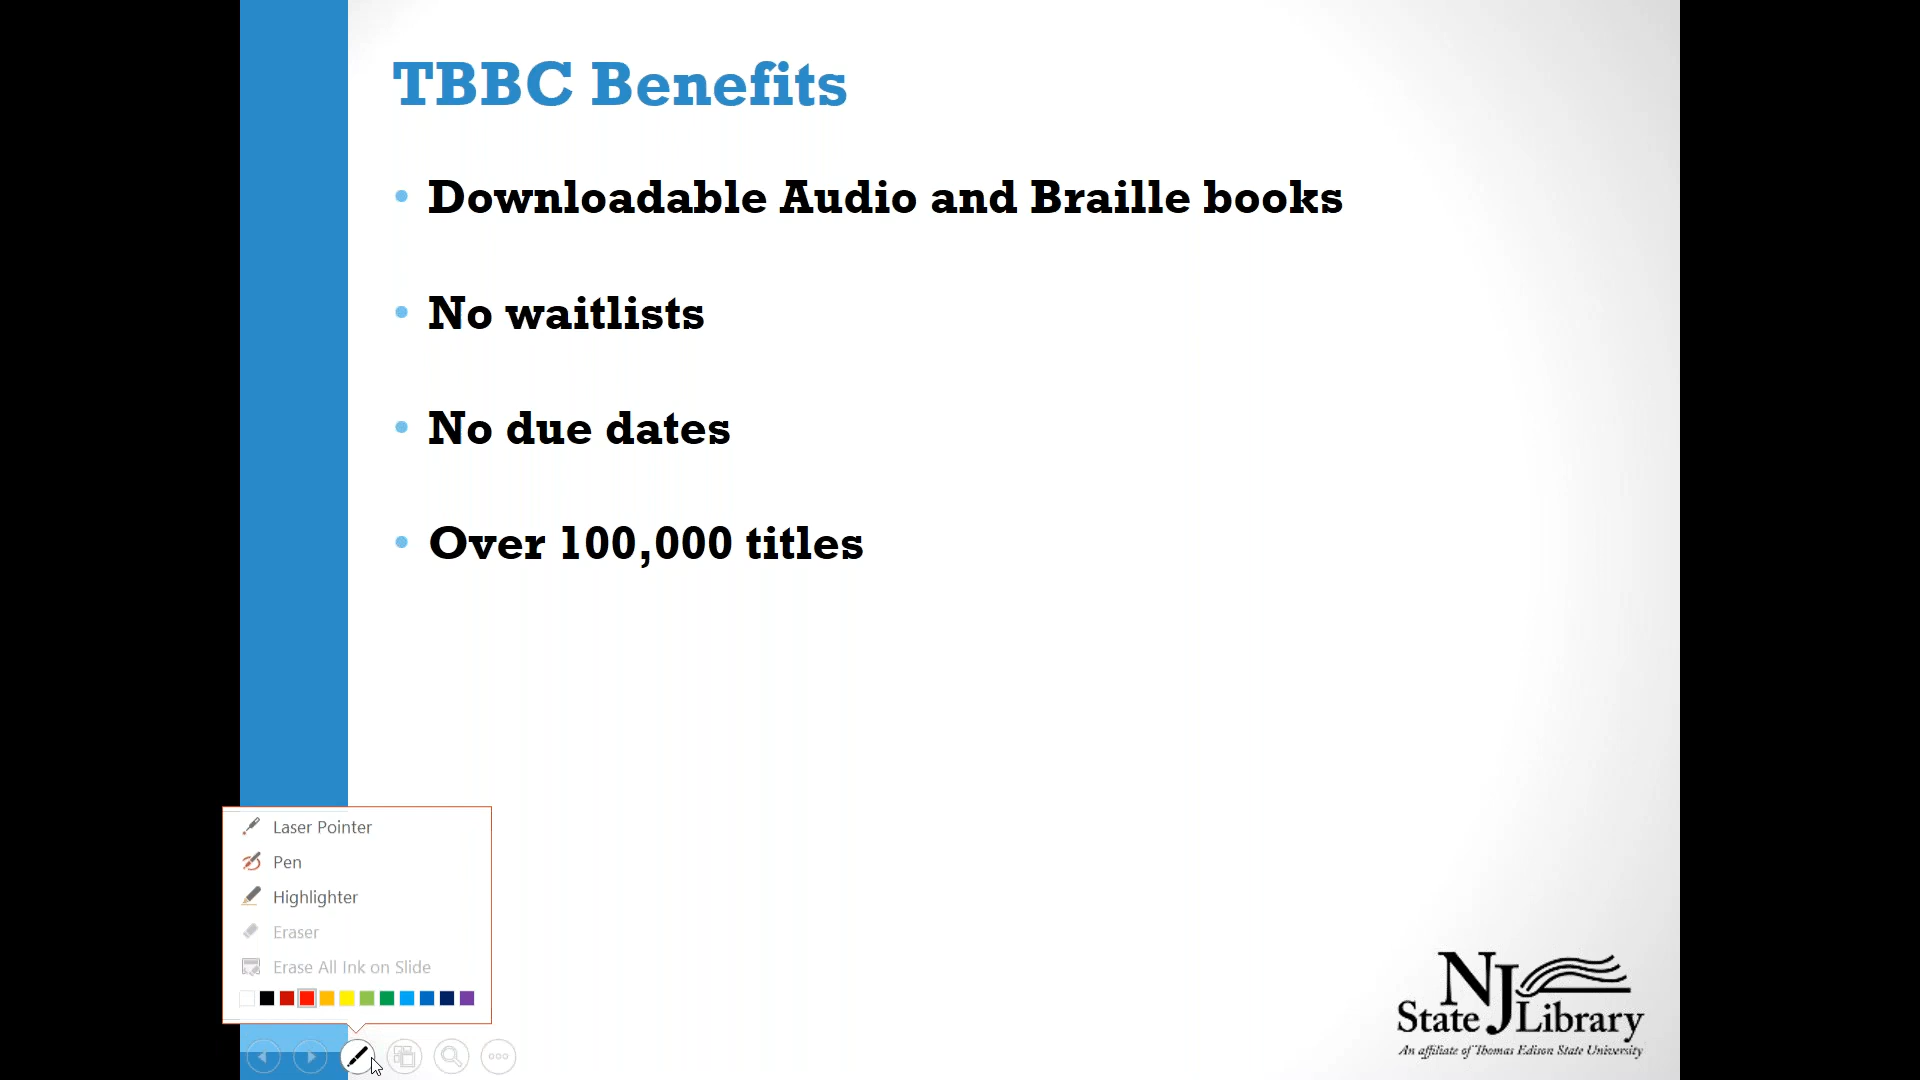 TBBC Benefits
• Downloadable Audio and Braille books
• No waitlists
• No due dates
• Over 100,000 titles
Laser Pointer
Pen
Highlighter
Eraser
Erase All Ink on Slide
NJ
State Library
An affiliate of Thomas Edison State University